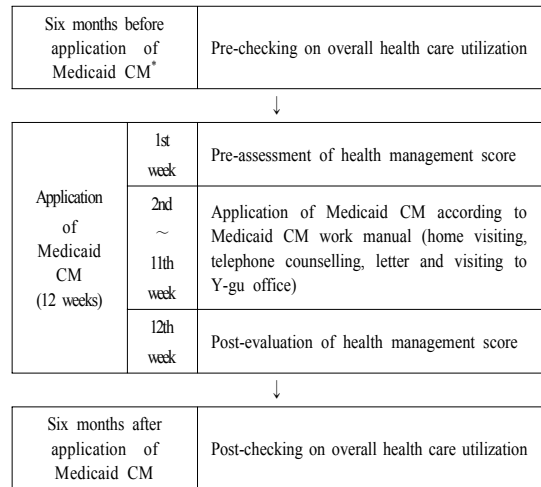 Six months before
application of
Medicaid CM*
Pre-checking on overall health care utilization
↓
Application
of
Medicaid
CM
(12 weeks)
1st
week
Pre-assessment of health management score
2nd
~
11th
week
Application of Medicaid CM according to
Medicaid CM work manual (home visiting,
telephone counselling, letter and visiting to
Y-gu office)
12th
week
Post-evaluation of health management score
↓
Six months after
application of
Medicaid CM
Post-checking on overall health care utilization